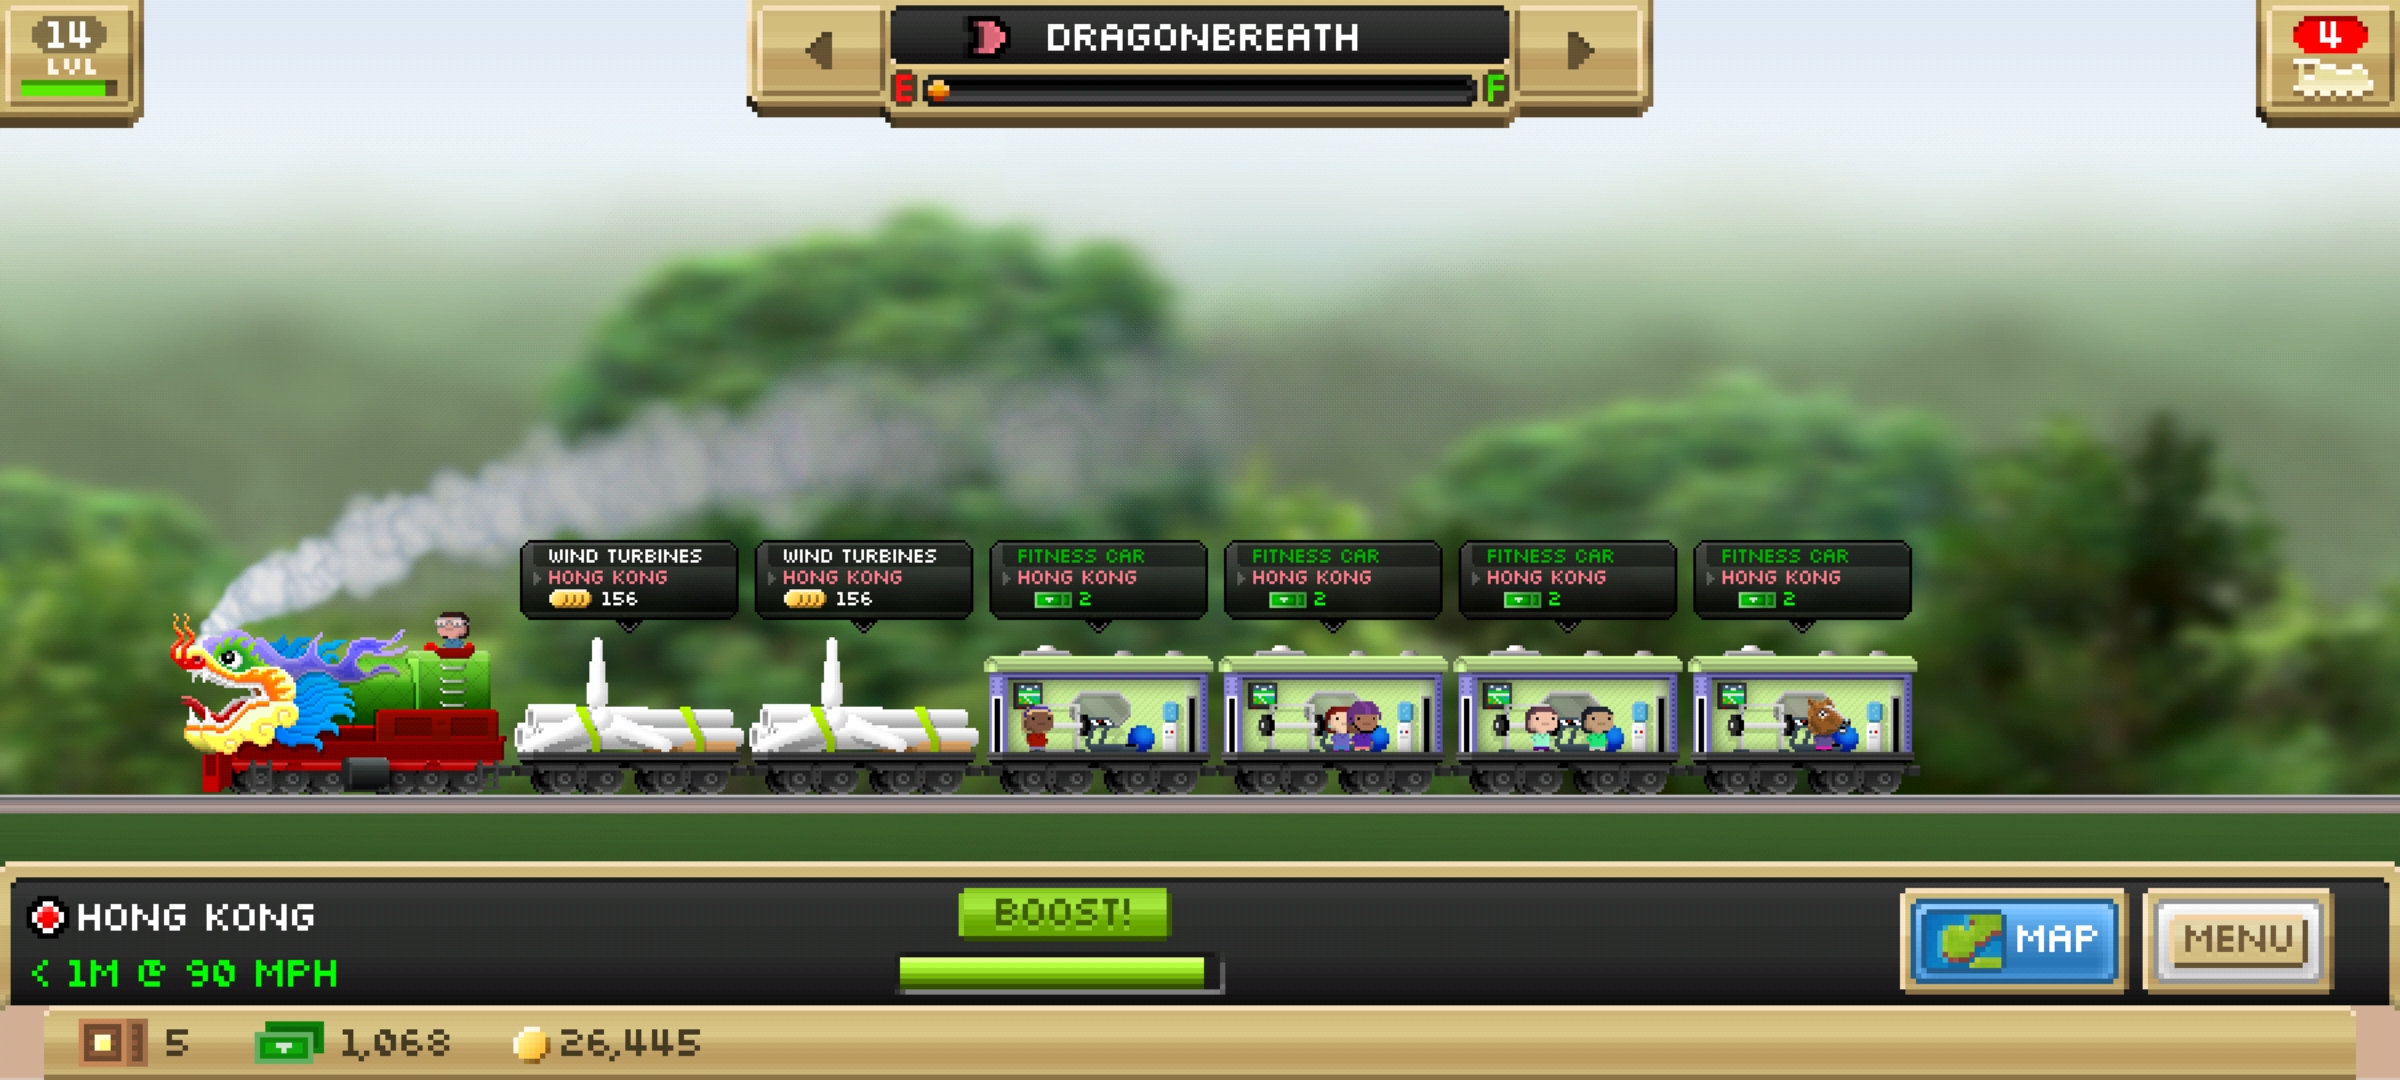 14
LVL
DRAGONBREATH
E
F
4
WIND TURBINES
HONG KONG
156
WIND TURBINES
HONG KONG
156
FITNESS CAR
HONG KONG
2
FITNESS CAR
HONG KONG
2
FITNESS CAR
HONG KONG
2
FITNESS CAR
HONG KONG
2
HONG KONG
< 1M @ 90 MPH
BOOST!
MAP
MENU
5
1,068
26,445